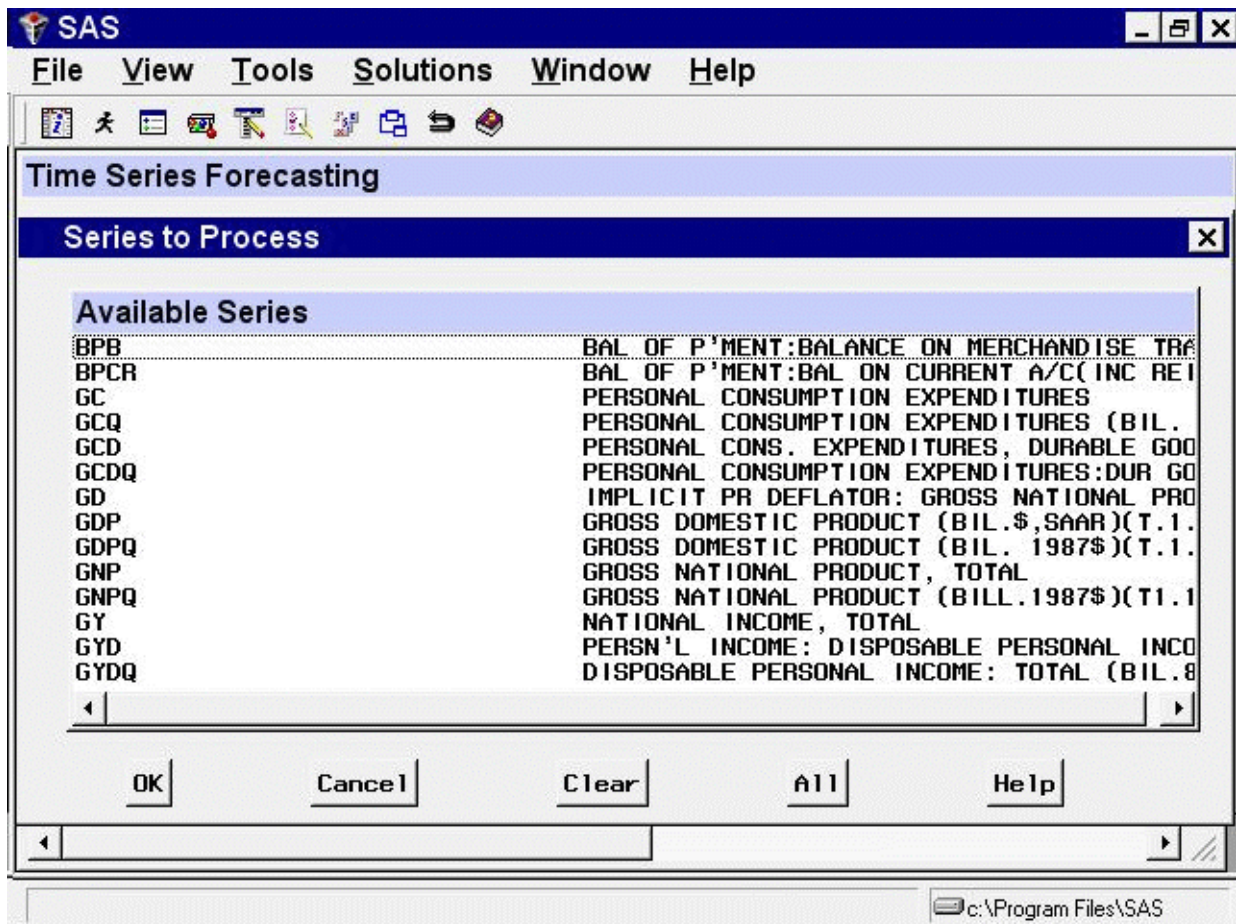 SAS
File View Tools Solutions Window Help
Time Series Forecasting
Series to Process
Available Series
BPB BAL OF P'MENT:BALANCE ON MERCHANDISE TRA
BPCR BAL OF P'MENT:BAL ON CURRENT A/C(INC REI
GC PERSONAL CONSUMPTION EXPENDITURES
GCQ PERSONAL CONSUMPTION EXPENDITURES (BIL.
GCD PERSONAL CONS. EXPENDITURES, DURABLE GOO
GCDQ PERSONAL CONSUMPTION EXPENDITURES:DUR GO
GD IMPLICIT PR DEFLATOR: GROSS NATIONAL PRO
GDP GROSS DOMESTIC PRODUCT (BIL.$,SAAR)(T.1.
GDPQ GROSS DOMESTIC PRODUCT (BIL. 1987$)(T.1.
GNP GROSS NATIONAL PRODUCT, TOTAL
GNPQ GROSS NATIONAL PRODUCT (BILL.1987$)(T1.1
GY NATIONAL INCOME, TOTAL
GYD PERSN'L INCOME: DISPOSABLE PERSONAL INCO
GYDQ DISPOSABLE PERSONAL INCOME: TOTAL (BIL.8
OK Cancel Clear All Help
c:\Program Files\SAS